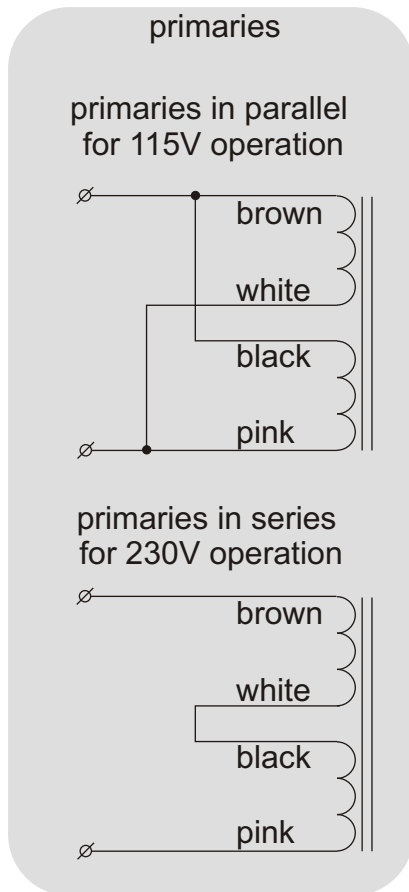 primaries
primaries in parallel
for 115V operation
brown
white
black
pink
primaries in series
for 230V operation
brown
white
black
pink